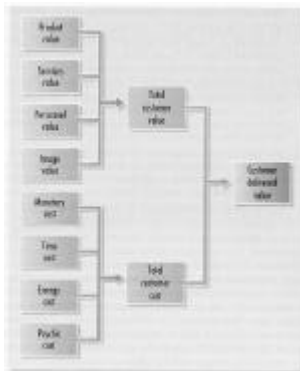 Product
value
Services
value
Personnel
value
Image
value
Monetary
cost
Time
cost
Energy
cost
Psychic
cost
Total
customer
value
Total
customer
cost
Customer
delivered
value